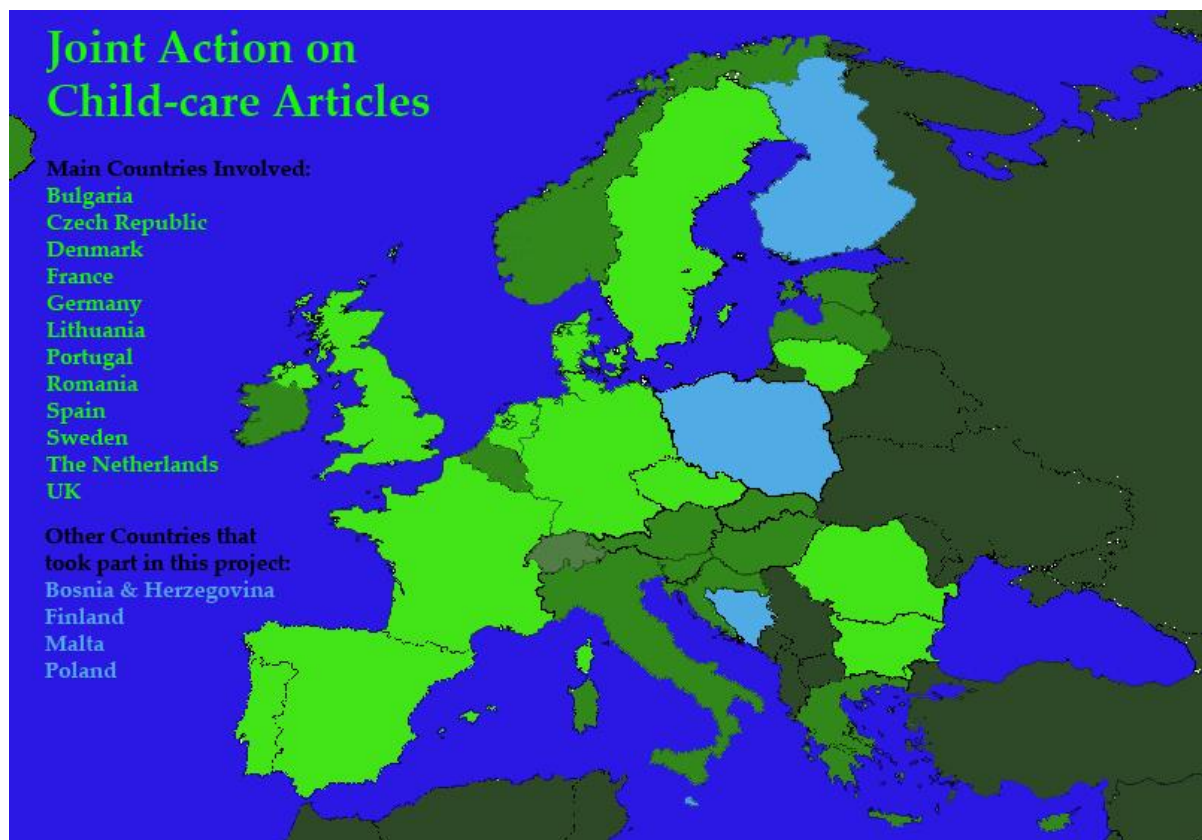 Joint Action on
Child-care Articles
Main Countries Involved:
Bulgaria
Czech Republic
Denmark
France
Germany
Lithuania
Portugal
Romania
Spain
Sweden
The Netherlands
UK
Other Countries that
took part in this project:
Bosnia & Herzegovina
Finland
Malta
Poland